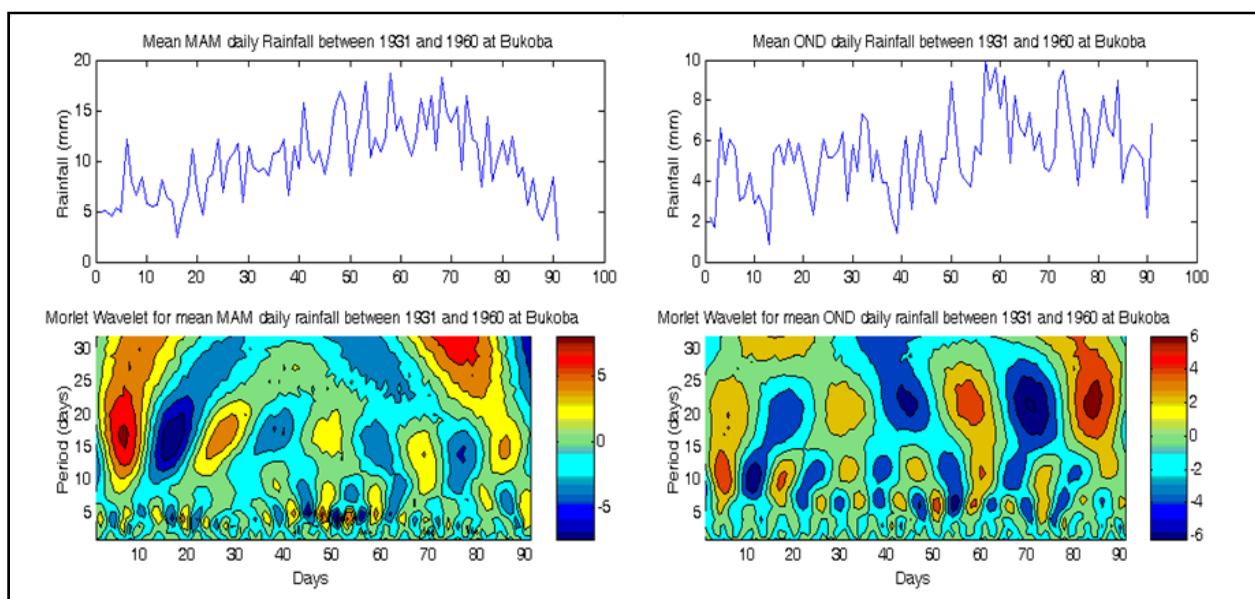 Mean MAM daily Rainfall between 1931 and 1960 at Bukoba
Rainfall (mm)
20
15
10
5
0
0 10 20 30 40 50 60 70 80 90 100
Mean OND daily Rainfall between 1931 and 1960 at Bukoba
Rainfall (mm)
10
8
6
4
2
0
0 10 20 30 40 50 60 70 80 90 100
Morlet Wavelet for mean MAM daily rainfall between 1931 and 1960 at Bukoba
Period (days)
30
25
20
15
10
5
10 20 30 40 50 60 70 80 90
Days
5
0
-5
Morlet Wavelet for mean OND daily rainfall between 1931 and 1960 at Bukoba
Period (days)
30
25
20
15
10
5
10 20 30 40 50 60 70 80 90
Days
6
4
2
0
-2
-4
-6